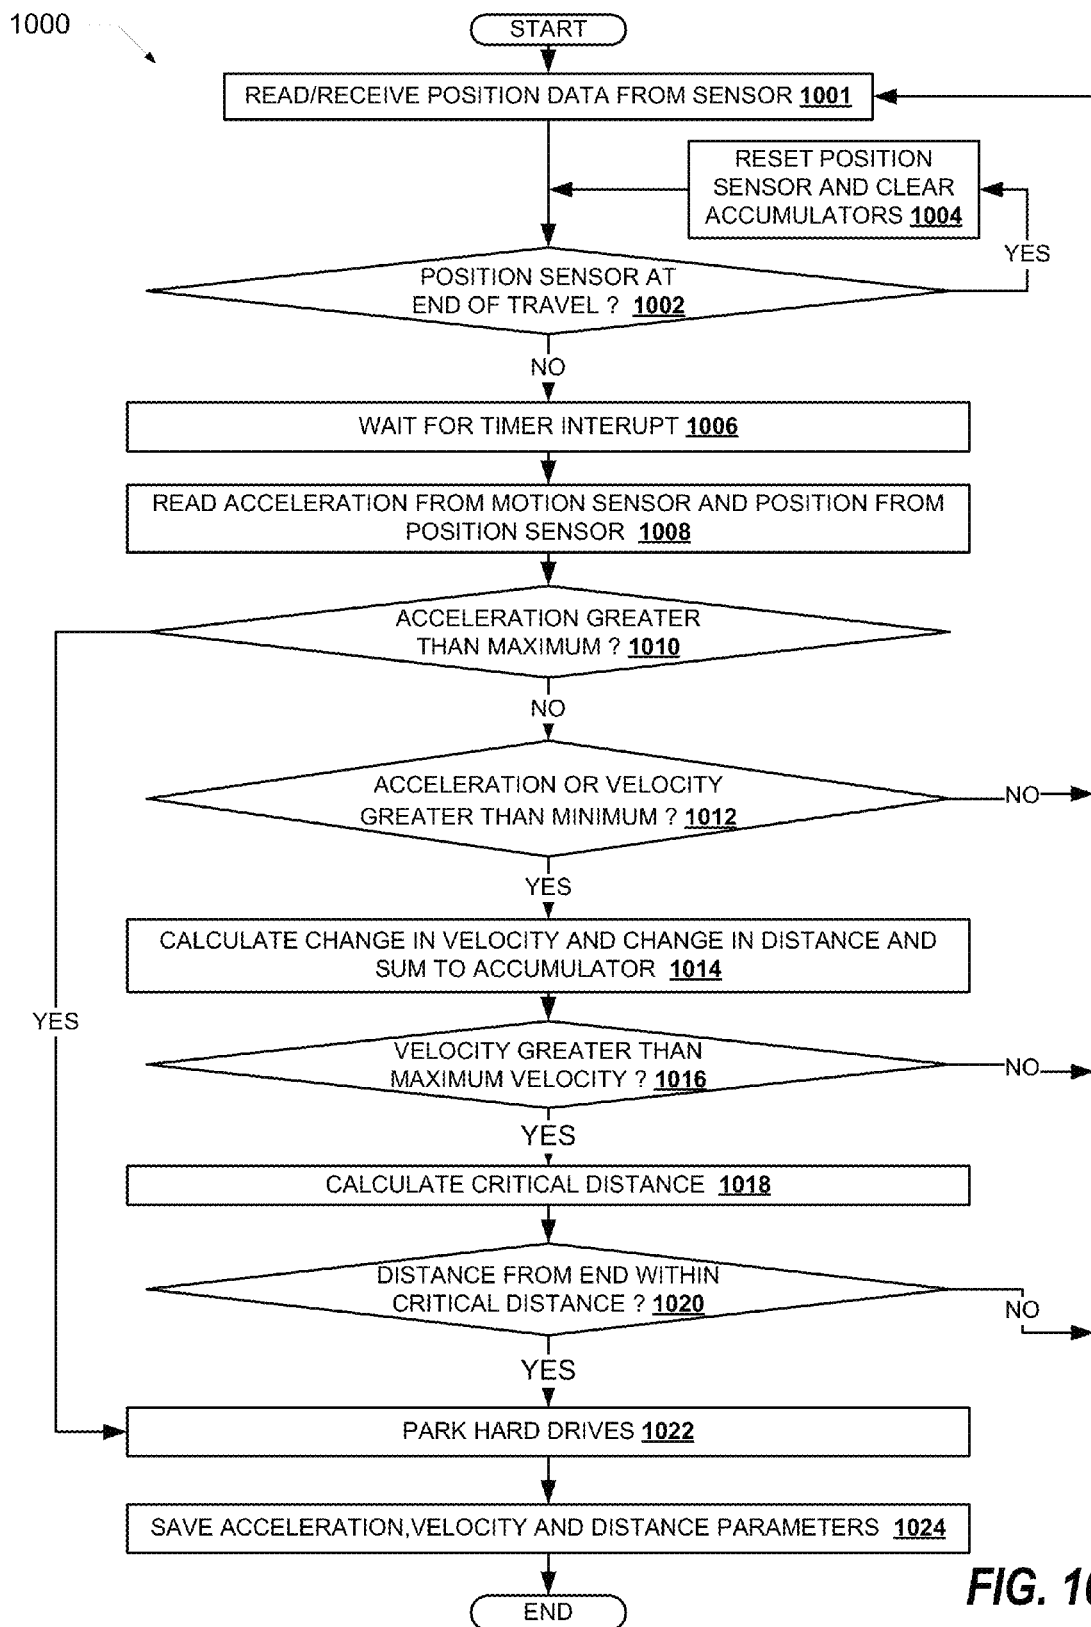 1000
START
READ/RECEIVE POSITION DATA FROM SENSOR 1001
RESET POSITION
SENSOR AND CLEAR
ACCUMULATORS 1004
YES
POSITION SENSOR AT
END OF TRAVEL ? 1002
NO
WAIT FOR TIMER INTERUPT 1006
READ ACCELERATION FROM MOTION SENSOR AND POSITION FROM
POSITION SENSOR 1008
ACCELERATION GREATER
THAN MAXIMUM ? 1010
NO
ACCELERATION OR VELOCITY
GREATER THAN MINIMUM ? 1012
NO
YES
CALCULATE CHANGE IN VELOCITY AND CHANGE IN DISTANCE AND
SUM TO ACCUMULATOR 1014
YES
VELOCITY GREATER THAN
MAXIMUM VELOCITY ? 1016
NO
YES
CALCULATE CRITICAL DISTANCE 1018
DISTANCE FROM END WITHIN
CRITICAL DISTANCE ? 1020
NO
YES
PARK HARD DRIVES 1022
SAVE ACCELERATION,VELOCITY AND DISTANCE PARAMETERS 1024
END
FIG. 10